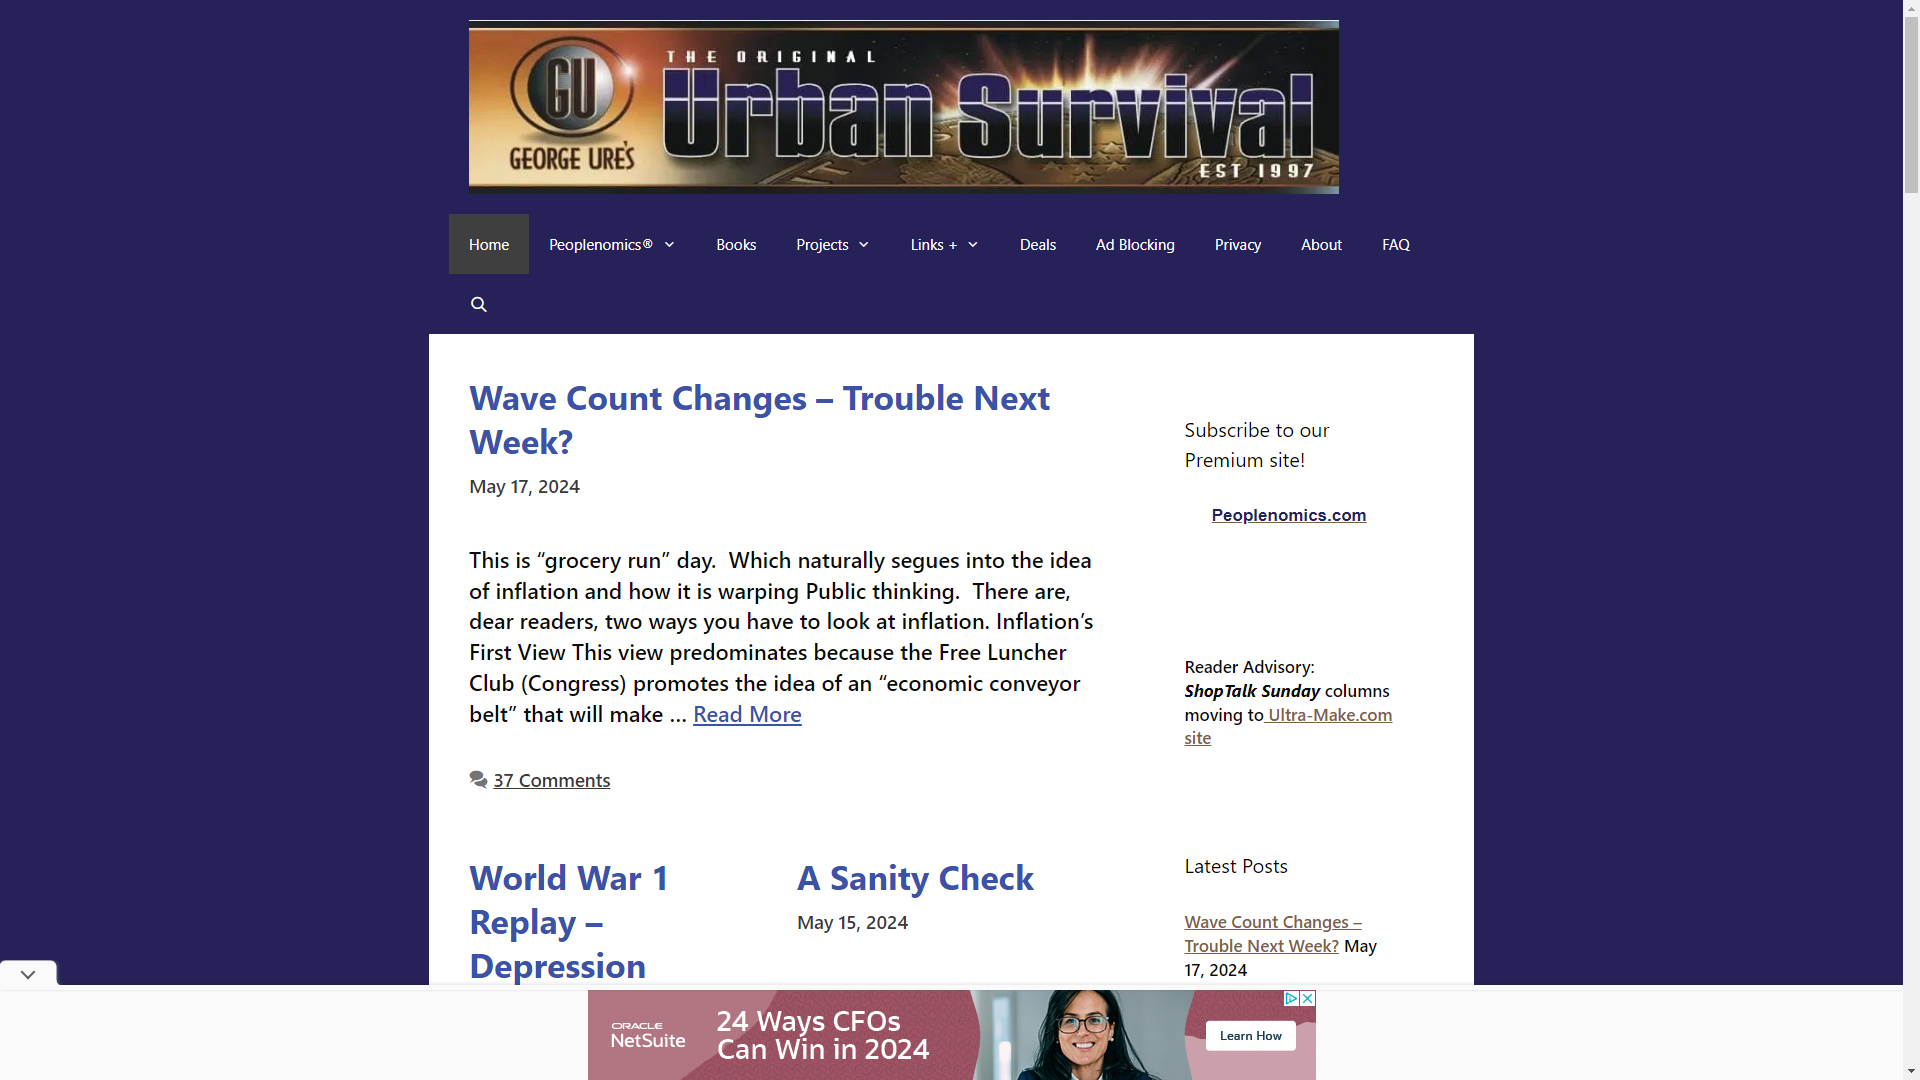 THE ORIGINAL
GU
Urban Survival
GEORGE URE'S
EST 1997
Home
Peoplenomics®
Books
Projects
Links +
Deals
Ad Blocking
Privacy
About
FAQ
Wave Count Changes – Trouble Next
Week?
May 17, 2024
This is “grocery run” day.  Which naturally segues into the idea
of inflation and how it is warping Public thinking.  There are,
dear readers, two ways you have to look at inflation. Inflation’s
First View This view predominates because the Free Luncher
Club (Congress) promotes the idea of an “economic conveyor
belt” that will make … Read More
37 Comments
World War 1
Replay –
Depression
A Sanity Check
May 15, 2024
Subscribe to our
Premium site!
Peoplenomics.com
Reader Advisory:
ShopTalk Sunday columns
moving to Ultra-Make.com
site
Latest Posts
Wave Count Changes –
Trouble Next Week? May
17, 2024
ORACLE
NetSuite
24 Ways CFOs
Can Win in 2024
Learn How